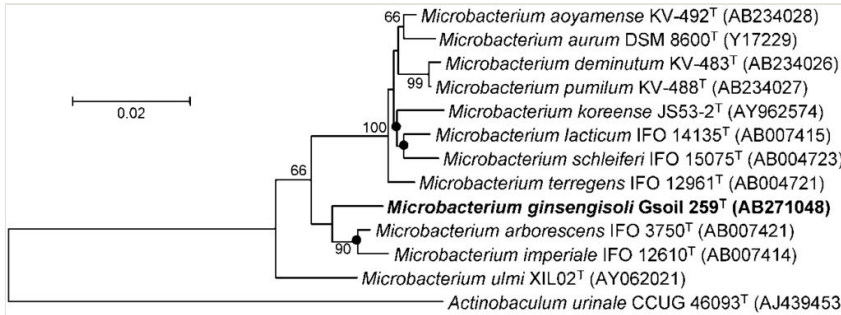 66
Microbacterium aoyamense KV-492ᵀ (AB234028)
Microbacterium aurum DSM 8600ᵀ (Y17229)
Microbacterium deminutum KV-483ᵀ (AB234026)
99
Microbacterium pumilum KV-488ᵀ (AB234027)
0.02
Microbacterium koreense JS53-2ᵀ (AY962574)
100
Microbacterium lacticum IFO 14135ᵀ (AB007415)
Microbacterium schleiferi IFO 15075ᵀ (AB004723)
66
Microbacterium terregens IFO 12961ᵀ (AB004721)
Microbacterium ginsengisoli Gsoil 259ᵀ (AB271048)
Microbacterium arborescens IFO 3750ᵀ (AB007421)
90
Microbacterium imperiale IFO 12610ᵀ (AB007414)
Microbacterium ulmi XIL02ᵀ (AY062021)
Actinobaculum urinale CCUG 46093ᵀ (AJ439453